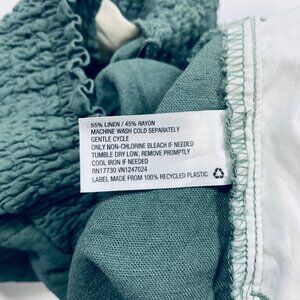 55% LINEN / 45% RAYON
MACHINE WASH COLD SEPARATELY
GENTLE CYCLE
ONLY NON-CHLORINE BLEACH IF NEEDED
TUMBLE DRY LOW, REMOVE PROMPTLY
COOL IRON IF NEEDED
RN17730 VN1247024
LABEL MADE FROM 100% RECYCLED PLASTIC